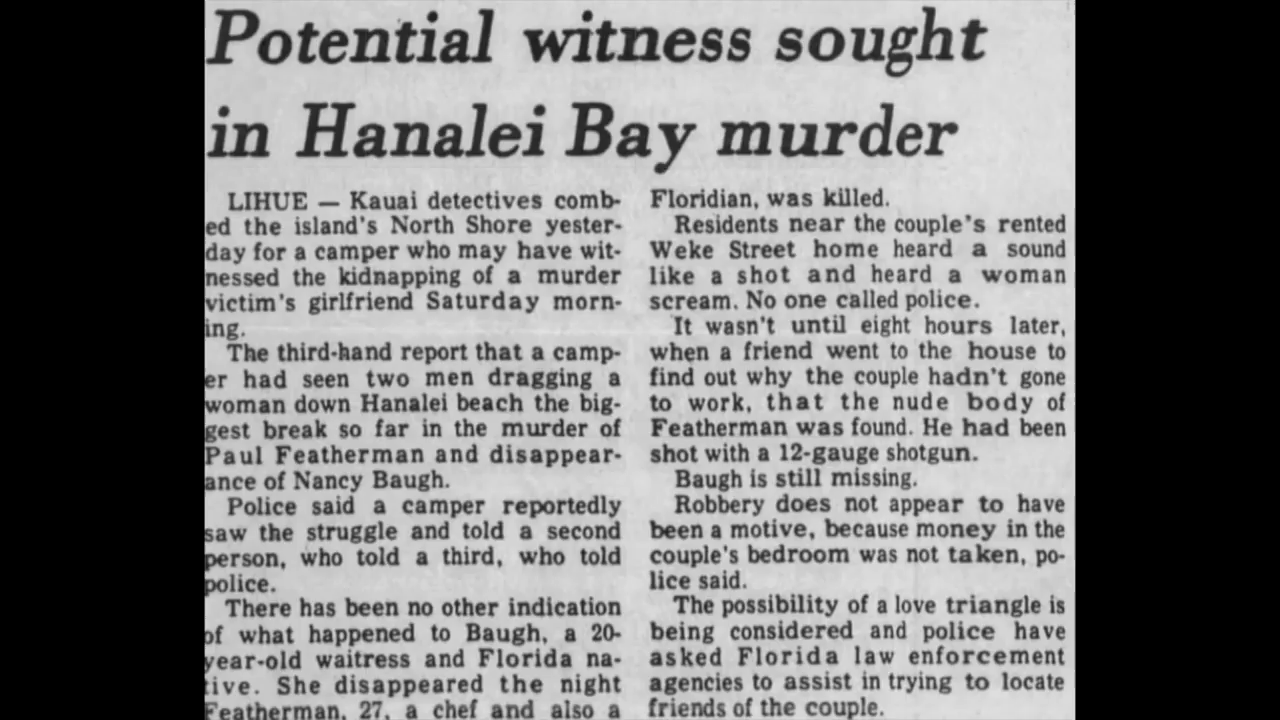 Potential witness sought
in Hanalei Bay murder
LIHUE — Kauai detectives comb-
ed the island's North Shore yester-
day for a camper who may have wit-
nessed the kidnapping of a murder
victim's girlfriend Saturday morn-
ing.
The third-hand report that a camp-
er had seen two men dragging a
woman down Hanalei beach the big-
gest break so far in the murder of
Paul Featherman and disappear-
ance of Nancy Baugh.
Police said a camper reportedly
saw the struggle and told a second
person, who told a third, who told
police.
There has been no other indication
of what happened to Baugh, a 20-
year-old waitress and Florida na-
tive. She disappeared the night
Featherman, 27, a chef and also a
Floridian, was killed.
Residents near the couple's rented
Weke Street home heard a sound
like a shot and heard a woman
scream. No one called police.
It wasn't until eight hours later,
when a friend went to the house to
find out why the couple hadn't gone
to work, that the nude body of
Featherman was found. He had been
shot with a 12-gauge shotgun.
Baugh is still missing.
Robbery does not appear to have
been a motive, because money in the
couple's bedroom was not taken, po-
lice said.
The possibility of a love triangle is
being considered and police have
asked Florida law enforcement
agencies to assist in trying to locate
friends of the couple.